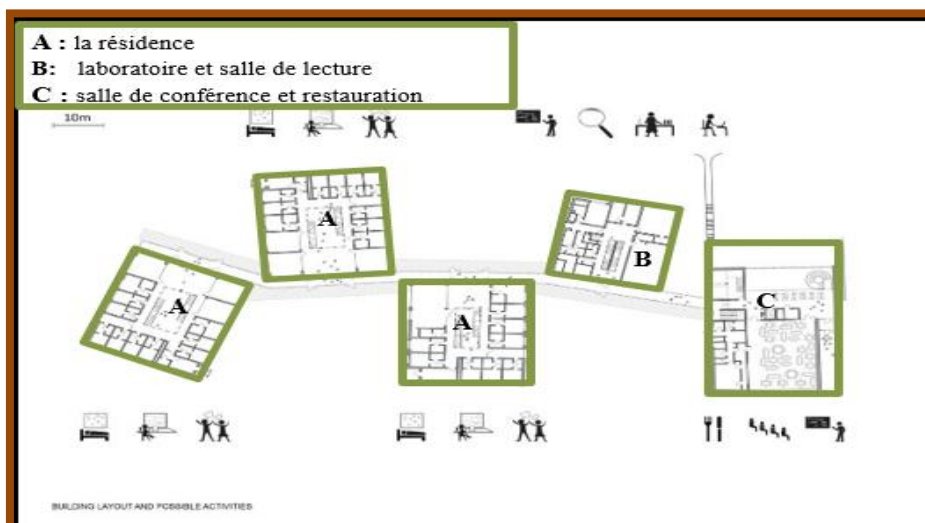 A : la résidence
B: laboratoire et salle de lecture
C : salle de conférence et restauration
10m
A
B
A
C
A
BUILDING LAYOUT AND POSSIBLE ACTIVITIES